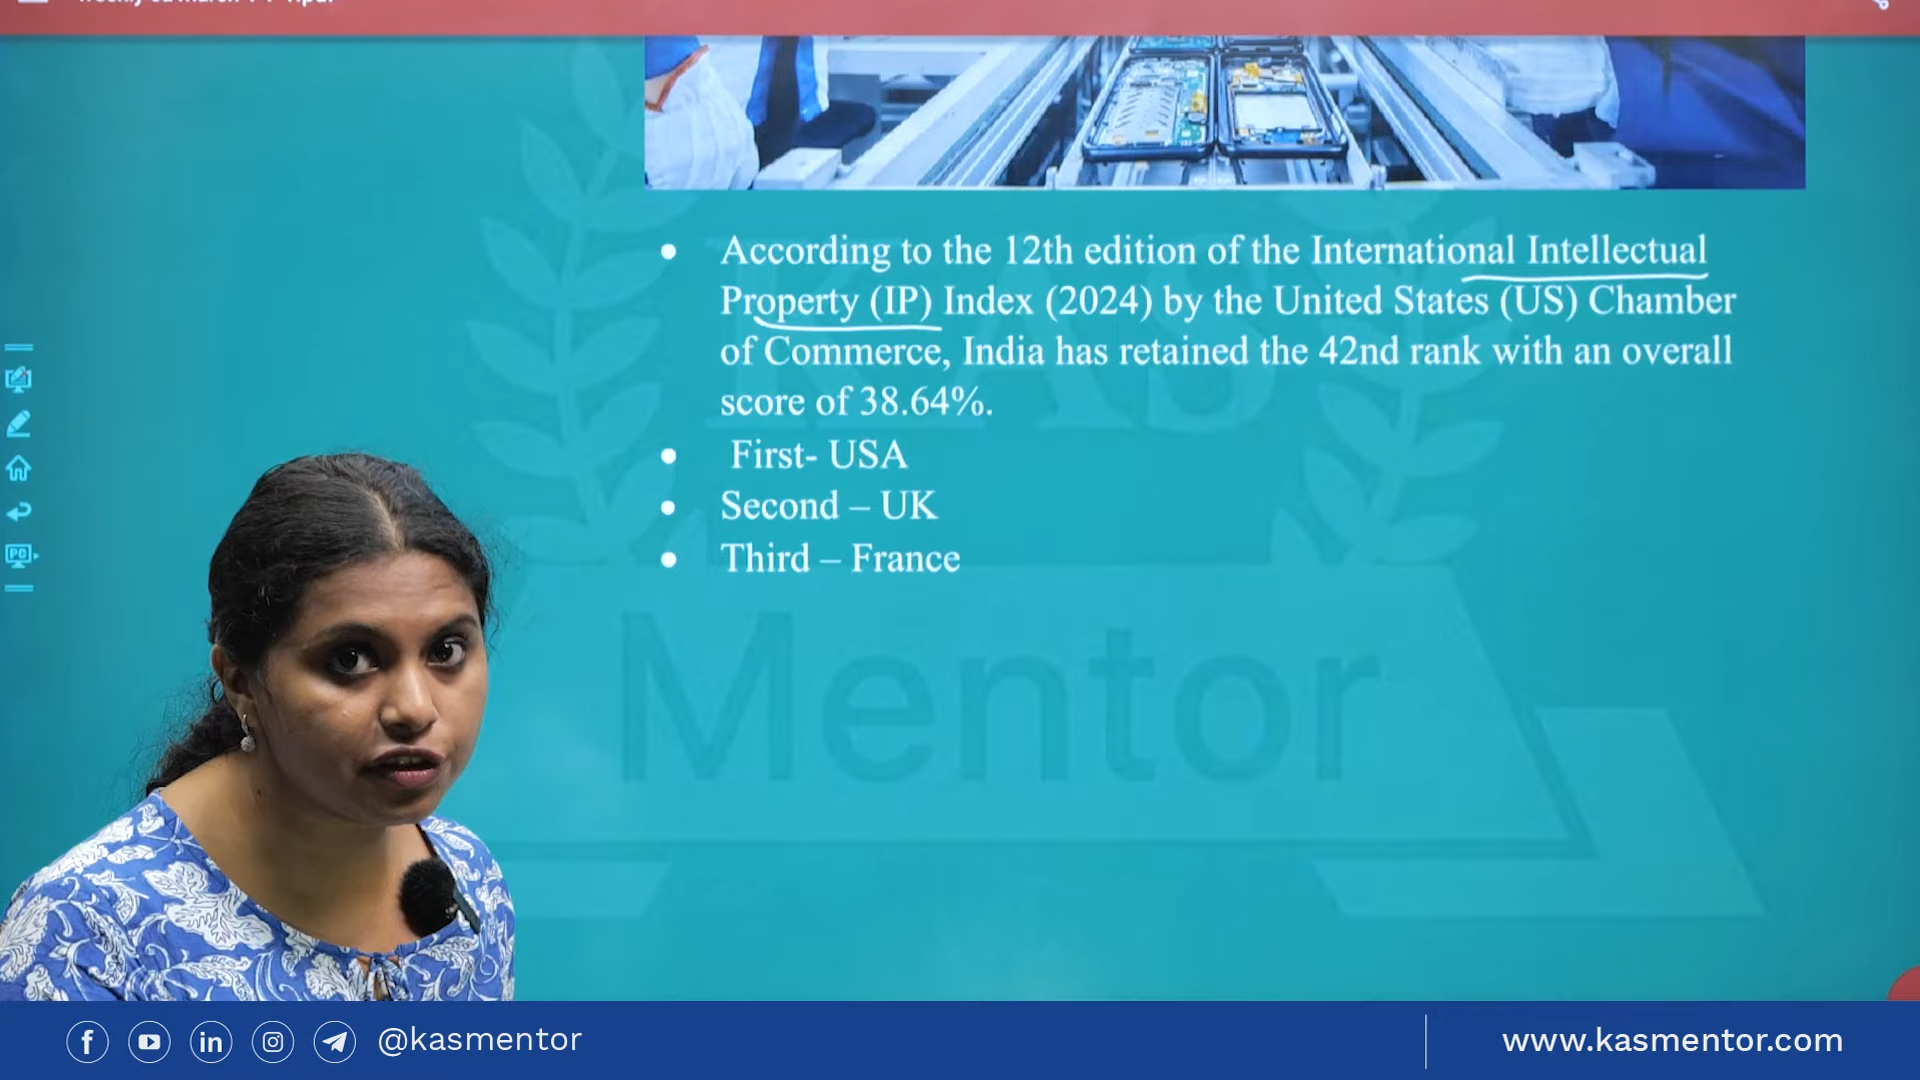 According to the 12th edition of the International Intellectual
Property (IP) Index (2024) by the United States (US) Chamber
of Commerce, India has retained the 42nd rank with an overall
score of 38.64%.
First- USA
Second – UK
Third – France
KAS
Mentor
@kasmentor
www.kasmentor.com